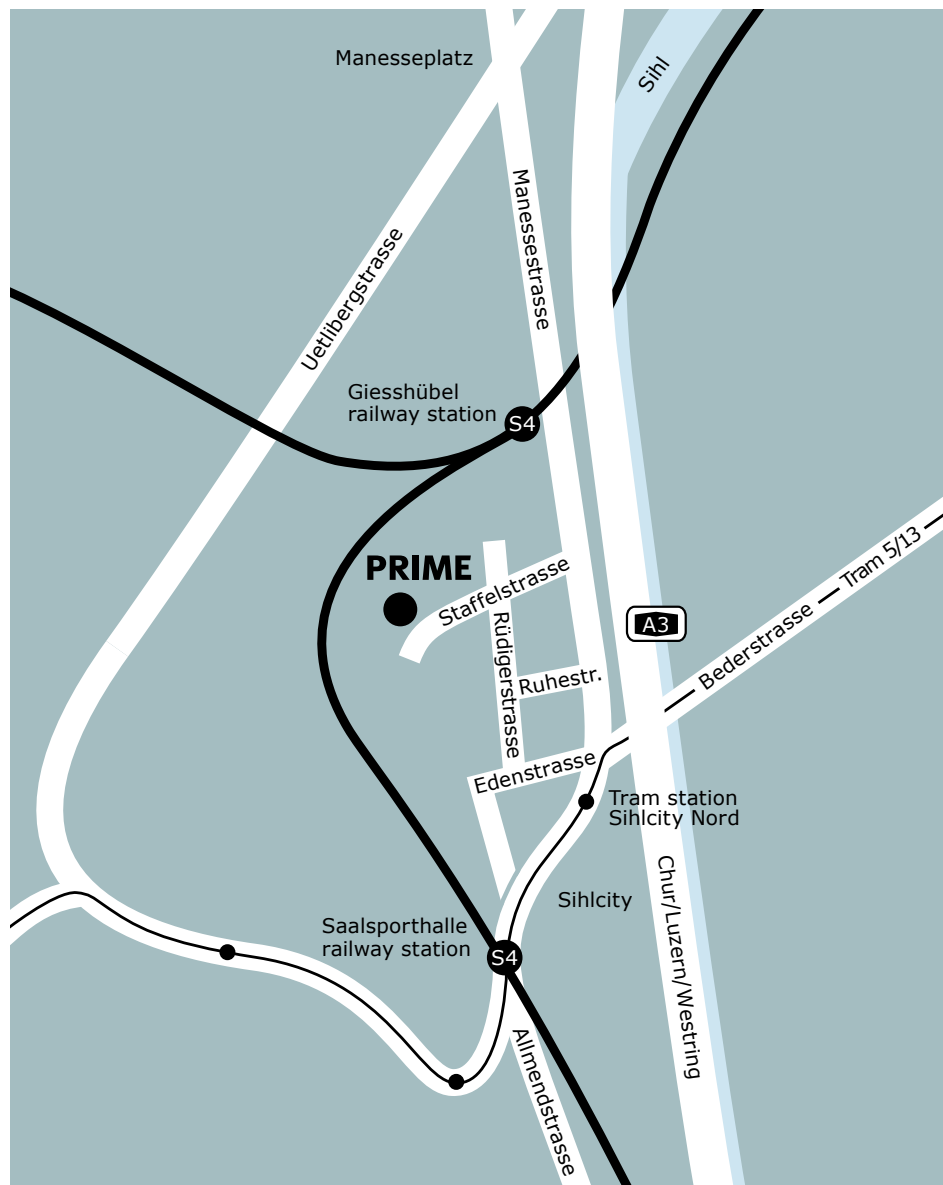 Manesseplatz
Sihl
Manessestrasse
Uetlibergstrasse
Giesshübel
railway station
S4
PRIME
Staffelstrasse
Rüdigerstrasse
Ruhestr.
Edenstrasse
A3
Bederstrasse
Tram 5/13
Tram station
Sihlcity Nord
Sihlcity
Chur/Luzern/Westring
Saalsporthalle
railway station
S4
Allmendstrasse